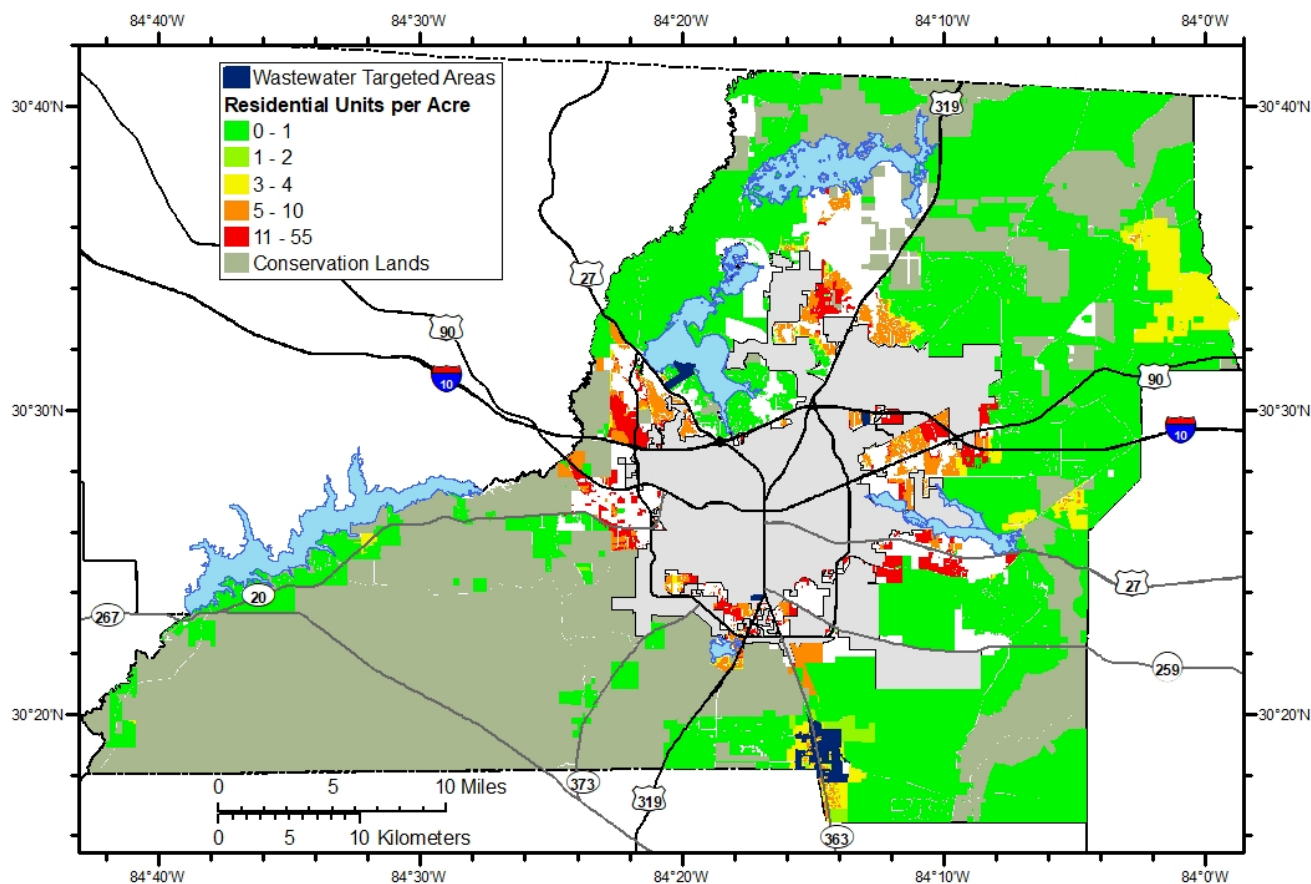 84°40'W 84°30'W 84°20'W 84°10'W 84°0'W
Wastewater Targeted Areas
Residential Units per Acre
0 - 1
1 - 2
3 - 4
5 - 10
11 - 55
Conservation Lands
30°40'N 30°40'N
319
27
90
10
90
30°30'N 30°30'N
10
20
27
267
259
30°20'N 30°20'N
373
319
363
0 5 10 Miles
0 5 10 Kilometers
84°40'W 84°30'W 84°20'W 84°10'W 84°0'W